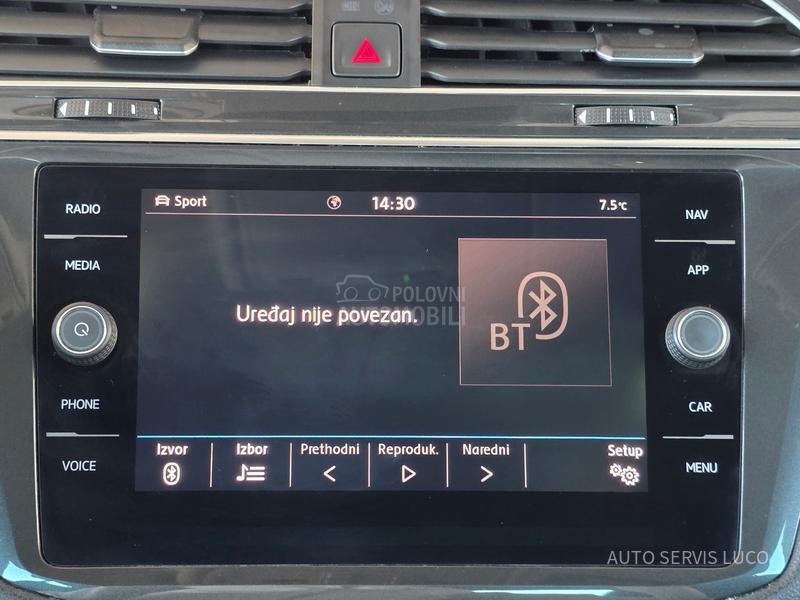 RADIO
MEDIA
PHONE
VOICE
Sport 14:30 7.5°C
Uređaj nije povezan.
BT
Izvor Izbor Prethodni Reproduk. Naredni Setup
NAV
APP
CAR
MENU
POLOVNI
AUTOMOBILI
AUTO SERVIS LUCO